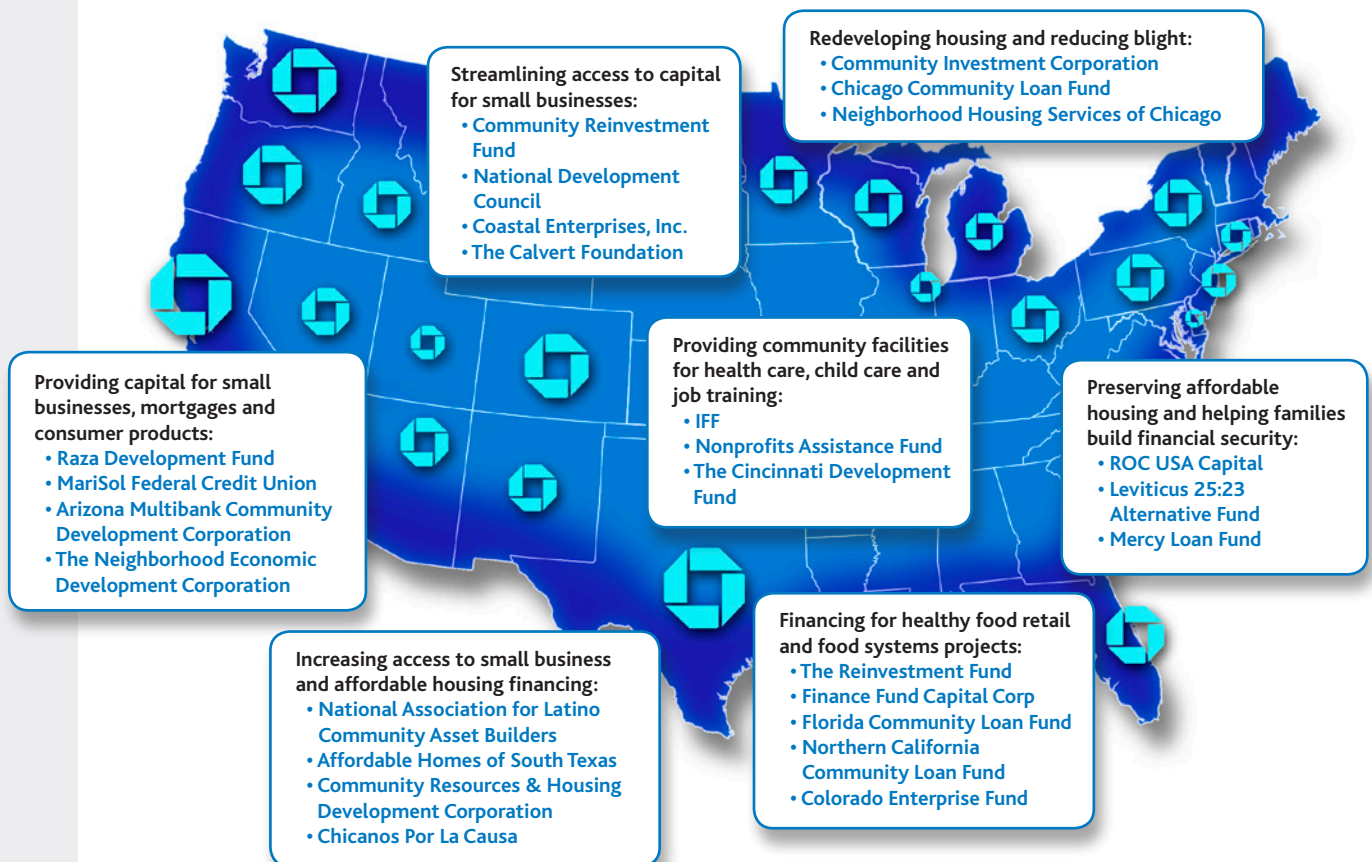 Streamlining access to capital
for small businesses:
• Community Reinvestment
Fund
• National Development
Council
• Coastal Enterprises, Inc.
• The Calvert Foundation
Redeveloping housing and reducing blight:
• Community Investment Corporation
• Chicago Community Loan Fund
• Neighborhood Housing Services of Chicago
Providing capital for small
businesses, mortgages and
consumer products:
• Raza Development Fund
• MariSol Federal Credit Union
• Arizona Multibank Community
Development Corporation
• The Neighborhood Economic
Development Corporation
Providing community facilities
for health care, child care and
job training:
• IFF
• Nonprofits Assistance Fund
• The Cincinnati Development
Fund
Preserving affordable
housing and helping families
build financial security:
• ROC USA Capital
• Leviticus 25:23
Alternative Fund
• Mercy Loan Fund
Increasing access to small business
and affordable housing financing:
• National Association for Latino
Community Asset Builders
• Affordable Homes of South Texas
• Community Resources & Housing
Development Corporation
• Chicanos Por La Causa
Financing for healthy food retail
and food systems projects:
• The Reinvestment Fund
• Finance Fund Capital Corp
• Florida Community Loan Fund
• Northern California
Community Loan Fund
• Colorado Enterprise Fund